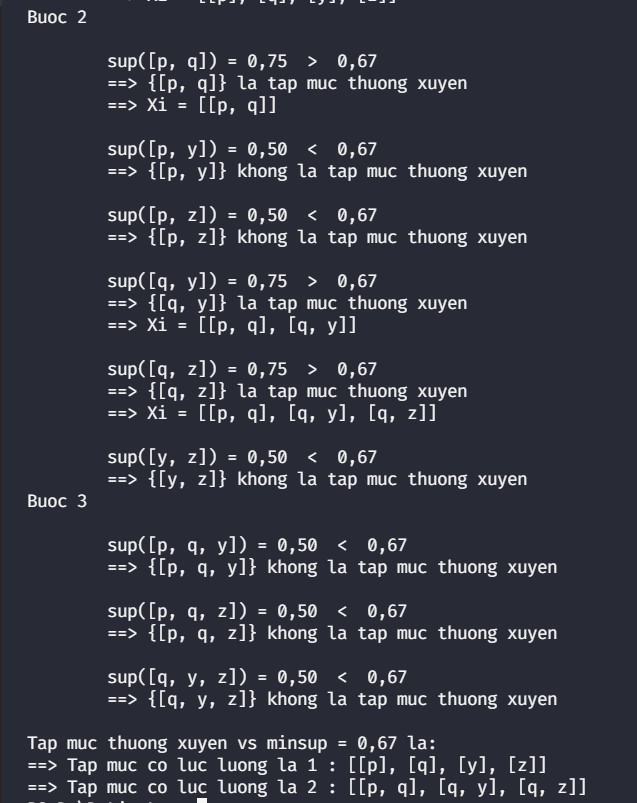 Buoc 2
sup([p, q]) = 0,75 > 0,67
==> {[p, q]} la tap muc thuong xuyen
==> Xi = [[p, q]]
sup([p, y]) = 0,50 < 0,67
==> {[p, y]} khong la tap muc thuong xuyen
sup([p, z]) = 0,50 < 0,67
==> {[p, z]} khong la tap muc thuong xuyen
sup([q, y]) = 0,75 > 0,67
==> {[q, y]} la tap muc thuong xuyen
==> Xi = [[p, q], [q, y]]
sup([q, z]) = 0,75 > 0,67
==> {[q, z]} la tap muc thuong xuyen
==> Xi = [[p, q], [q, y], [q, z]]
sup([y, z]) = 0,50 < 0,67
==> {[y, z]} khong la tap muc thuong xuyen
Buoc 3
sup([p, q, y]) = 0,50 < 0,67
==> {[p, q, y]} khong la tap muc thuong xuyen
sup([p, q, z]) = 0,50 < 0,67
==> {[p, q, z]} khong la tap muc thuong xuyen
sup([q, y, z]) = 0,50 < 0,67
==> {[q, y, z]} khong la tap muc thuong xuyen
Tap muc thuong xuyen vs minsup = 0,67 la:
==> Tap muc co luc luong la 1 : [[p], [q], [y], [z]]
==> Tap muc co luc luong la 2 : [[p, q], [q, y], [q, z]]